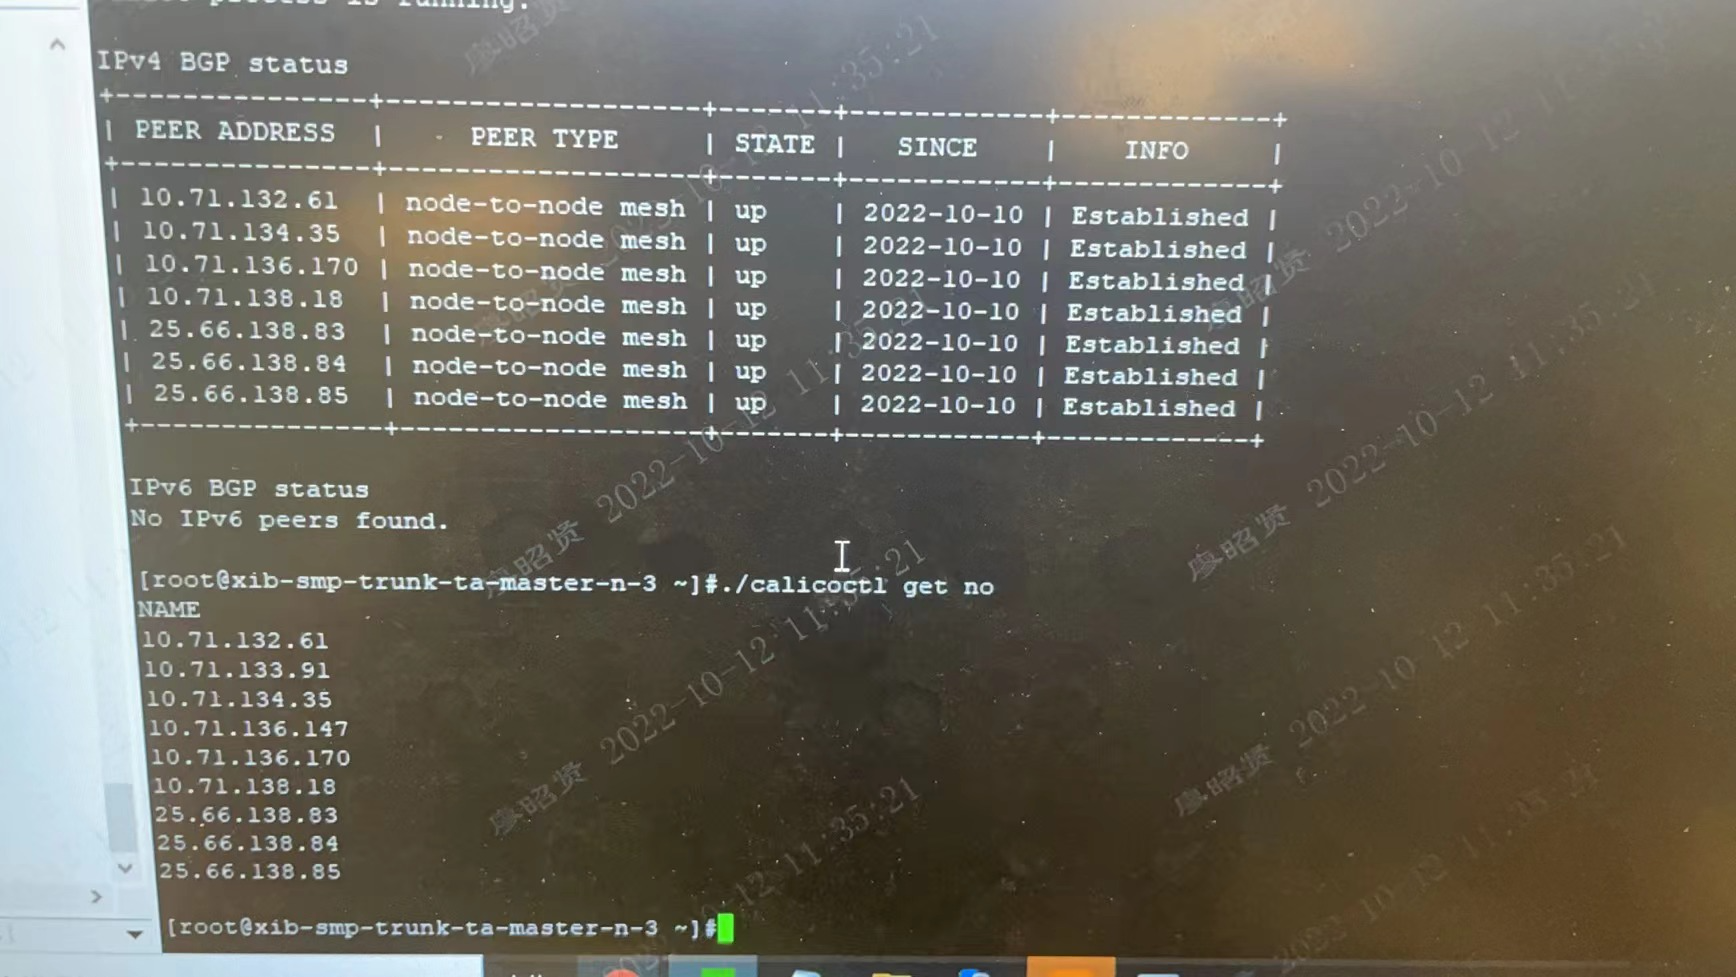 process is running.
IPv4 BGP status
+---------------+-------------------+-------+------------+-------------+
| PEER ADDRESS | PEER TYPE | STATE | SINCE | INFO |
+---------------+-------------------+-------+------------+-------------+
| 10.71.132.61 | node-to-node mesh | up | 2022-10-10 | Established |
| 10.71.134.35 | node-to-node mesh | up | 2022-10-10 | Established |
| 10.71.136.170 | node-to-node mesh | up | 2022-10-10 | Established |
| 10.71.138.18 | node-to-node mesh | up | 2022-10-10 | Established |
| 25.66.138.83 | node-to-node mesh | up | 2022-10-10 | Established |
| 25.66.138.84 | node-to-node mesh | up | 2022-10-10 | Established |
| 25.66.138.85 | node-to-node mesh | up | 2022-10-10 | Established |
+---------------+-------------------+-------+------------+-------------+
IPv6 BGP status
No IPv6 peers found.
[root@xib-smp-trunk-ta-master-n-3 ~]#./calicoctl get no
NAME
10.71.132.61
10.71.133.91
10.71.134.35
10.71.136.147
10.71.136.170
10.71.138.18
25.66.138.83
25.66.138.84
25.66.138.85
[root@xib-smp-trunk-ta-master-n-3 ~]#
廖昭贤 2022-10-12 11:35:21